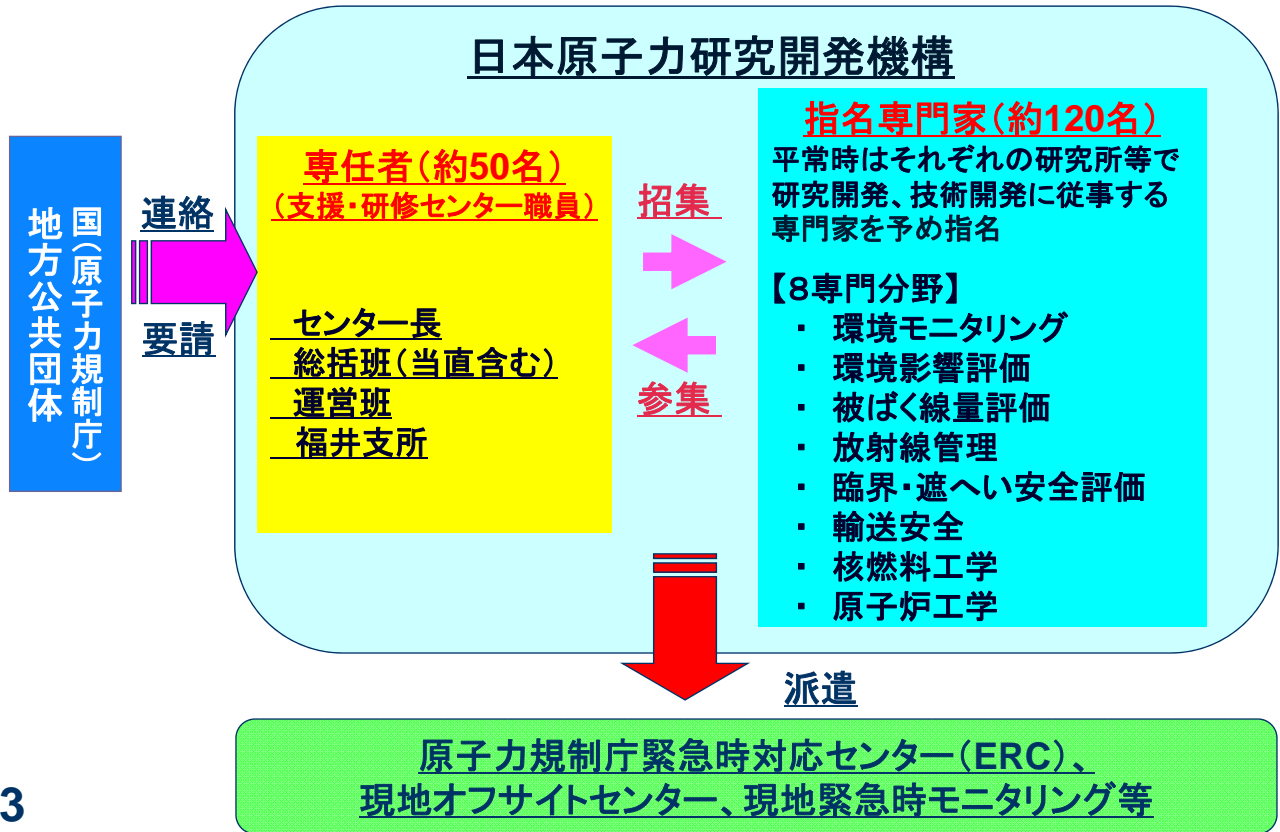 日本原子力研究開発機構
国(原子力規制庁)
地方公共団体
連絡
要請
専任者(約50名)
(支援・研修センター職員)
センター長
総括班(当直含む)
運営班
福井支所
招集
参集
指名専門家(約120名)
平常時はそれぞれの研究所等で
研究開発、技術開発に従事する
専門家を予め指名
【8専門分野】
・ 環境モニタリング
・ 環境影響評価
・ 被ばく線量評価
・ 放射線管理
・ 臨界・遮へい安全評価
・ 輸送安全
・ 核燃料工学
・ 原子炉工学
派遣
原子力規制庁緊急時対応センター(ERC)、
現地オフサイトセンター、現地緊急時モニタリング等
3